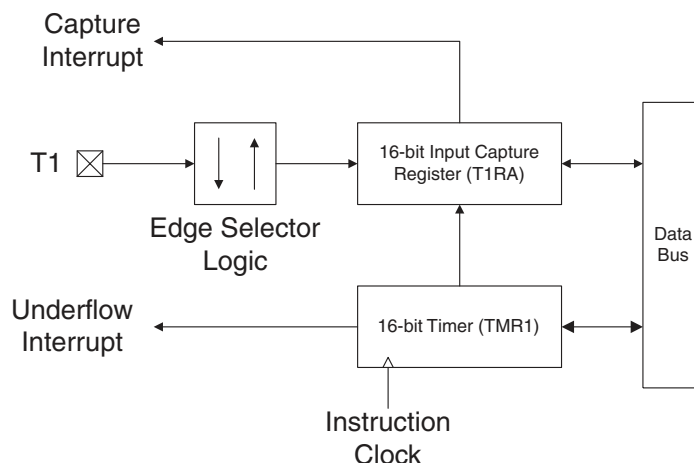 Capture
Interrupt
T1
16-bit Input Capture
Register (T1RA)
Data
Bus
Edge Selector
Logic
Underflow
Interrupt
16-bit Timer (TMR1)
Instruction
Clock